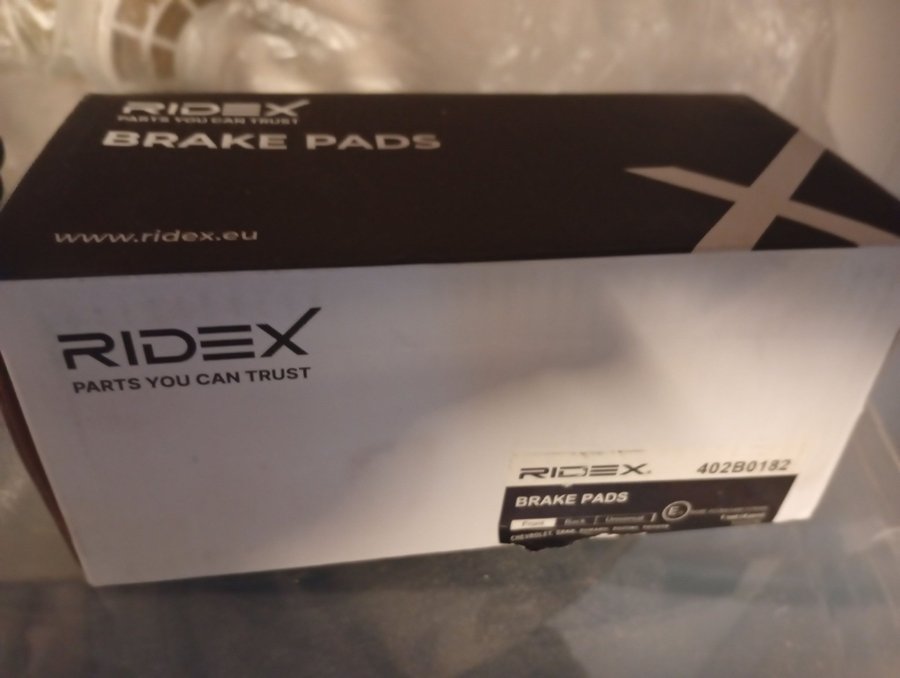 RIDEX
PARTS YOU CAN TRUST
BRAKE PADS
www.ridex.eu
RIDEX
PARTS YOU CAN TRUST
RIDEX 402B0182
BRAKE PADS
Front Back Universal
CHEVROLET,